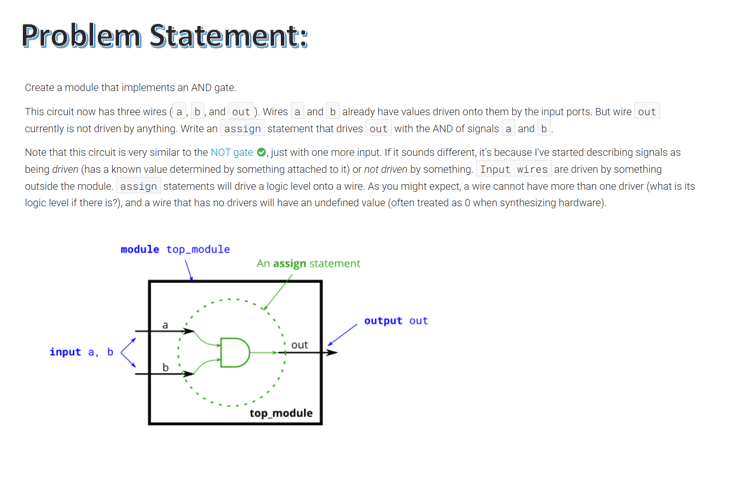 Problem Statement:
Create a module that implements an AND gate.
This circuit now has three wires ( a , b , and out ). Wires a and b already have values driven onto them by the input ports. But wire out
currently is not driven by anything. Write an assign statement that drives out with the AND of signals a and b .
Note that this circuit is very similar to the NOT gate , just with one more input. If it sounds different, it's because I've started describing signals as
being driven (has a known value determined by something attached to it) or not driven by something. Input wires are driven by something
outside the module. assign statements will drive a logic level onto a wire. As you might expect, a wire cannot have more than one driver (what is its
logic level if there is?), and a wire that has no drivers will have an undefined value (often treated as 0 when synthesizing hardware).
module top_module
An assign statement
output out
a
out
input a, b
b
top_module